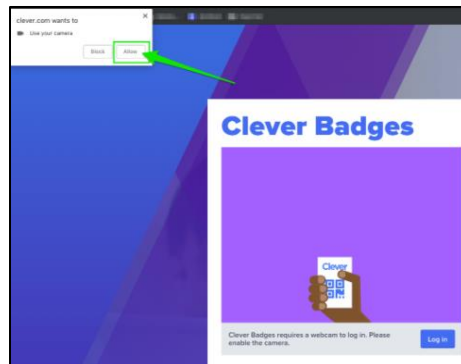 clever.com wants to
Use your camera
Block
Allow
Clever Badges
Clever
Clever Badges requires a webcam to log in. Please
enable the camera.
Log in